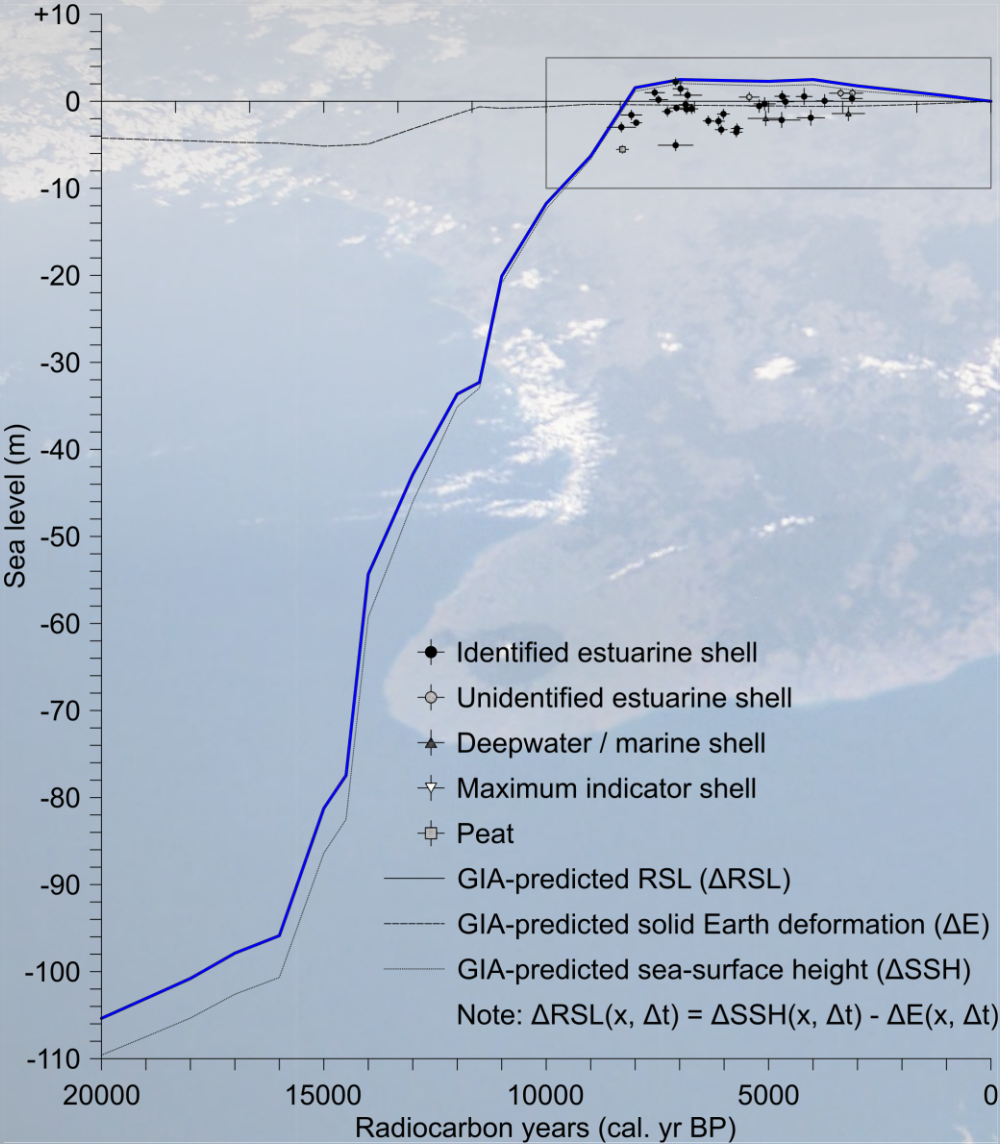 +10
0
-10
-20
-30
-40
-50
-60
-70
-80
-90
-100
-110
Sea level (m)
Identified estuarine shell
Unidentified estuarine shell
Deepwater / marine shell
Maximum indicator shell
Peat
GIA-predicted RSL (ΔRSL)
GIA-predicted solid Earth deformation (ΔE)
GIA-predicted sea-surface height (ΔSSH)
Note: ΔRSL(x, Δt) = ΔSSH(x, Δt) - ΔE(x, Δt)
20000 15000 10000 5000 0
Radiocarbon years (cal. yr BP)